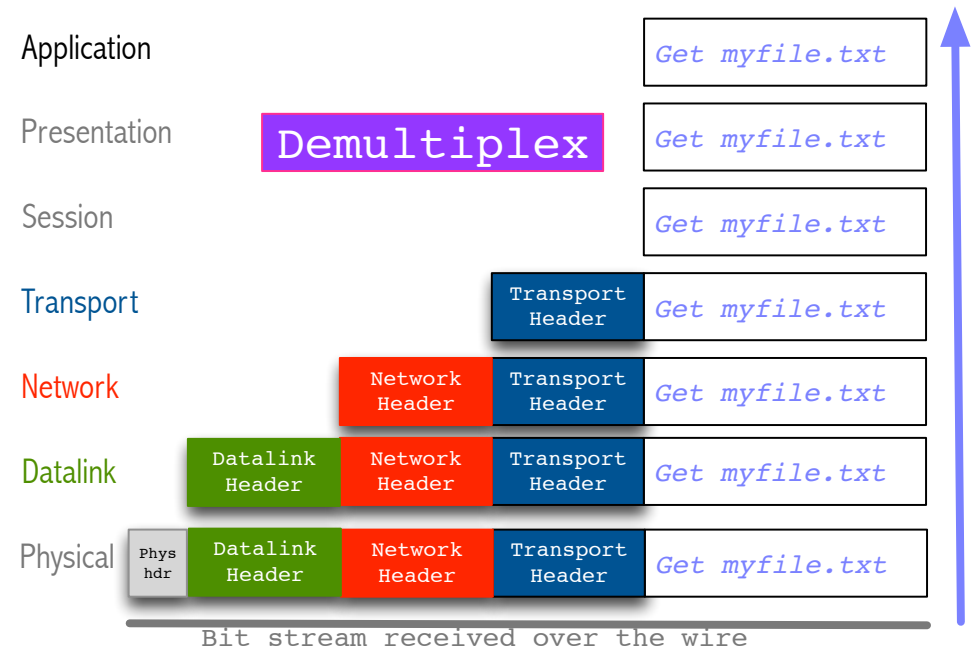 Application
Get myfile.txt
Presentation
Demultiplex
Get myfile.txt
Session
Get myfile.txt
Transport
Transport
Header
Get myfile.txt
Network
Network
Header
Transport
Header
Get myfile.txt
Datalink
Datalink
Header
Network
Header
Transport
Header
Get myfile.txt
Physical
Phys
hdr
Datalink
Header
Network
Header
Transport
Header
Get myfile.txt
Bit stream received over the wire